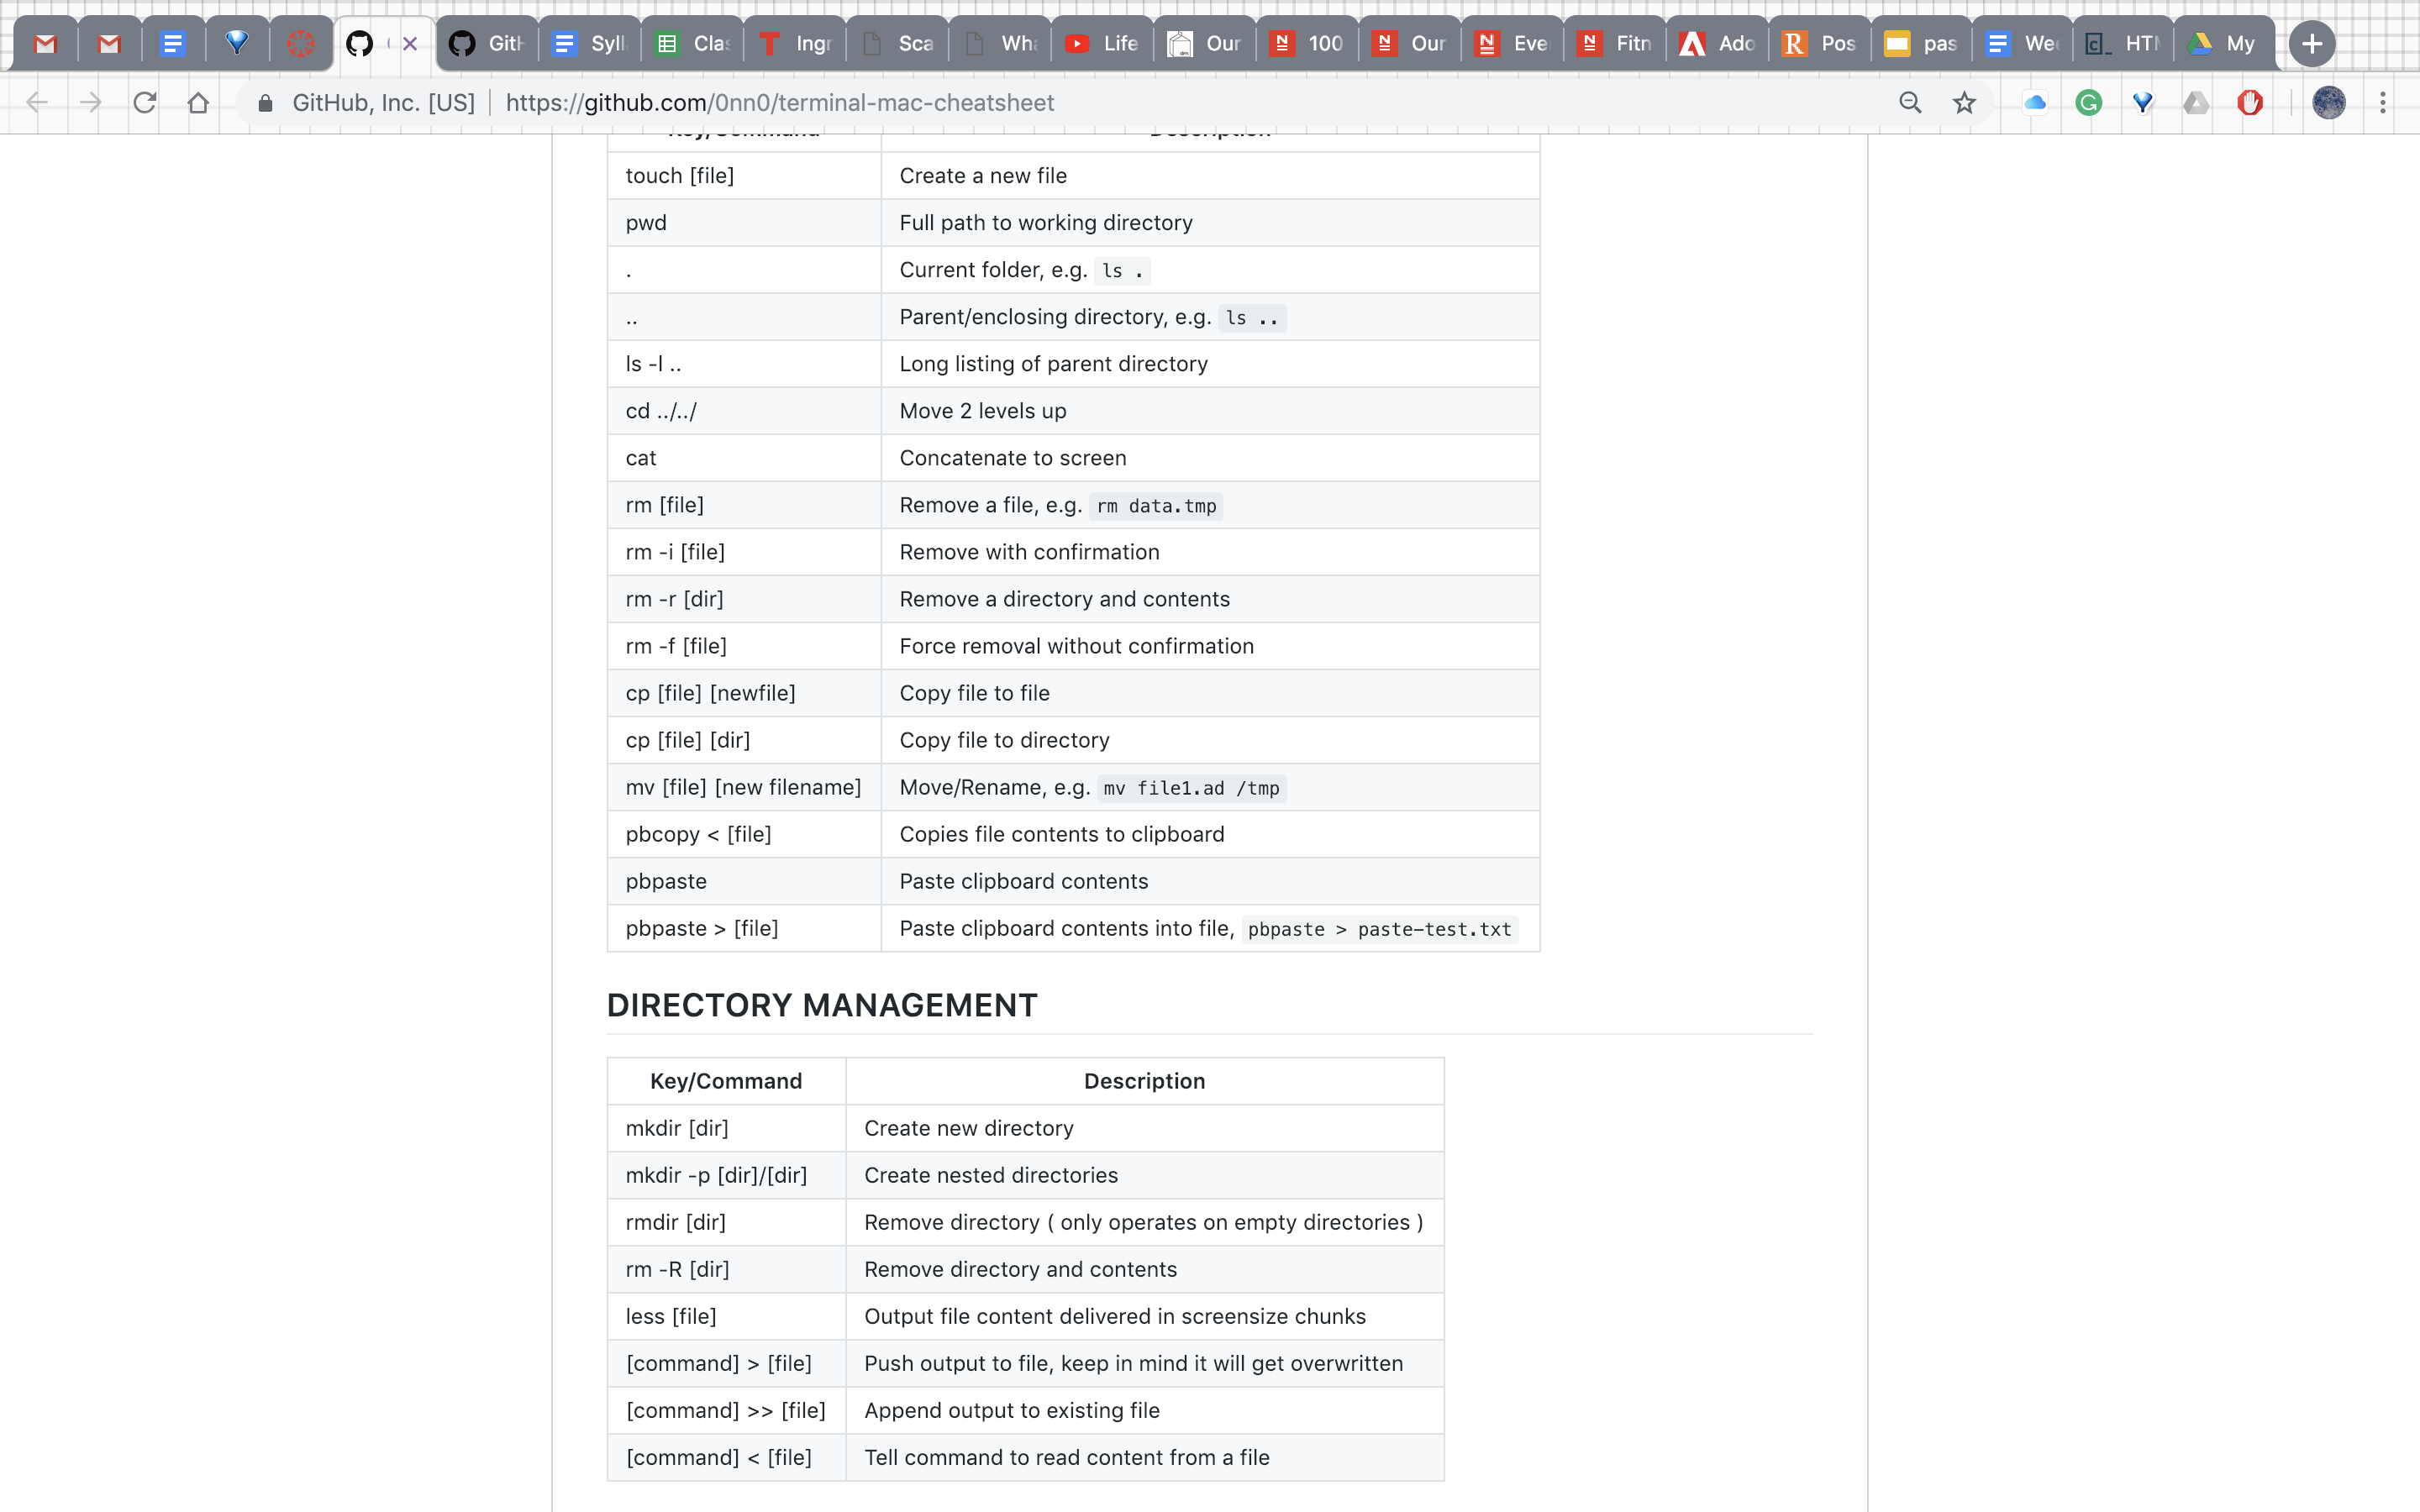 GitH
Syll
Clas
Ingr
Sca
Wha
Life
Our
100
Our
Eve
Fitn
Ado
Pos
pas
Wee
HTM
My
GitHub, Inc. [US] https://github.com/0nn0/terminal-mac-cheatsheet
Key/Command Description
touch [file] Create a new file
pwd Full path to working directory
. Current folder, e.g. ls .
.. Parent/enclosing directory, e.g. ls ..
ls -l .. Long listing of parent directory
cd ../../ Move 2 levels up
cat Concatenate to screen
rm [file] Remove a file, e.g. rm data.tmp
rm -i [file] Remove with confirmation
rm -r [dir] Remove a directory and contents
rm -f [file] Force removal without confirmation
cp [file] [newfile] Copy file to file
cp [file] [dir] Copy file to directory
mv [file] [new filename] Move/Rename, e.g. mv file1.ad /tmp
pbcopy < [file] Copies file contents to clipboard
pbpaste Paste clipboard contents
pbpaste > [file] Paste clipboard contents into file, pbpaste > paste-test.txt
DIRECTORY MANAGEMENT
Key/Command Description
mkdir [dir] Create new directory
mkdir -p [dir]/[dir] Create nested directories
rmdir [dir] Remove directory ( only operates on empty directories )
rm -R [dir] Remove directory and contents
less [file] Output file content delivered in screensize chunks
[command] > [file] Push output to file, keep in mind it will get overwritten
[command] >> [file] Append output to existing file
[command] < [file] Tell command to read content from a file